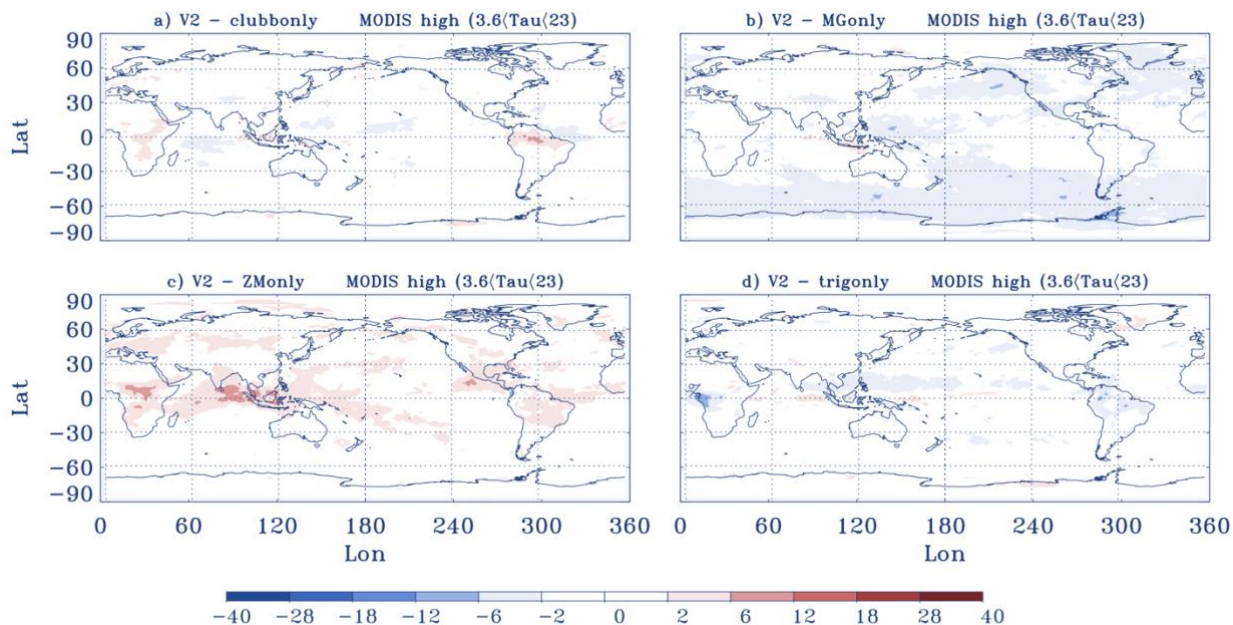 a) V2 - clubbonly MODIS high (3.6⟨Tau⟨23)
b) V2 - MGonly MODIS high (3.6⟨Tau⟨23)
90
60
30
0
-30
-60
-90
Lat
c) V2 - ZMonly MODIS high (3.6⟨Tau⟨23)
d) V2 - trigonly MODIS high (3.6⟨Tau⟨23)
90
60
30
0
-30
-60
-90
Lat
0 60 120 180 240 300 360
Lon
0 60 120 180 240 300 360
Lon
-40 -28 -18 -12 -6 -2 0 2 6 12 18 28 40